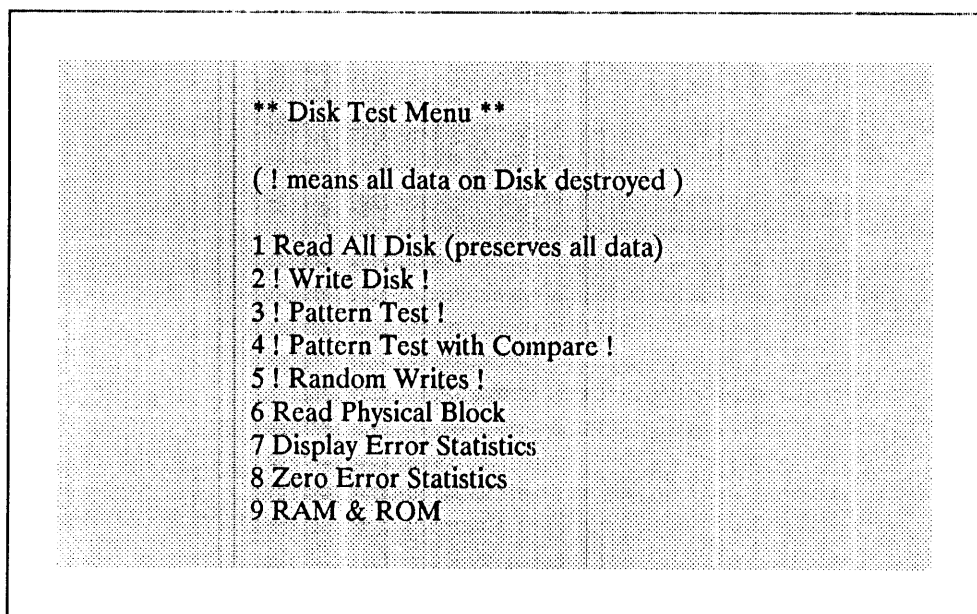 ** Disk Test Menu **
( ! means all data on Disk destroyed )
1 Read All Disk (preserves all data)
2 ! Write Disk !
3 ! Pattern Test !
4 ! Pattern Test with Compare !
5 ! Random Writes !
6 Read Physical Block
7 Display Error Statistics
8 Zero Error Statistics
9 RAM & ROM